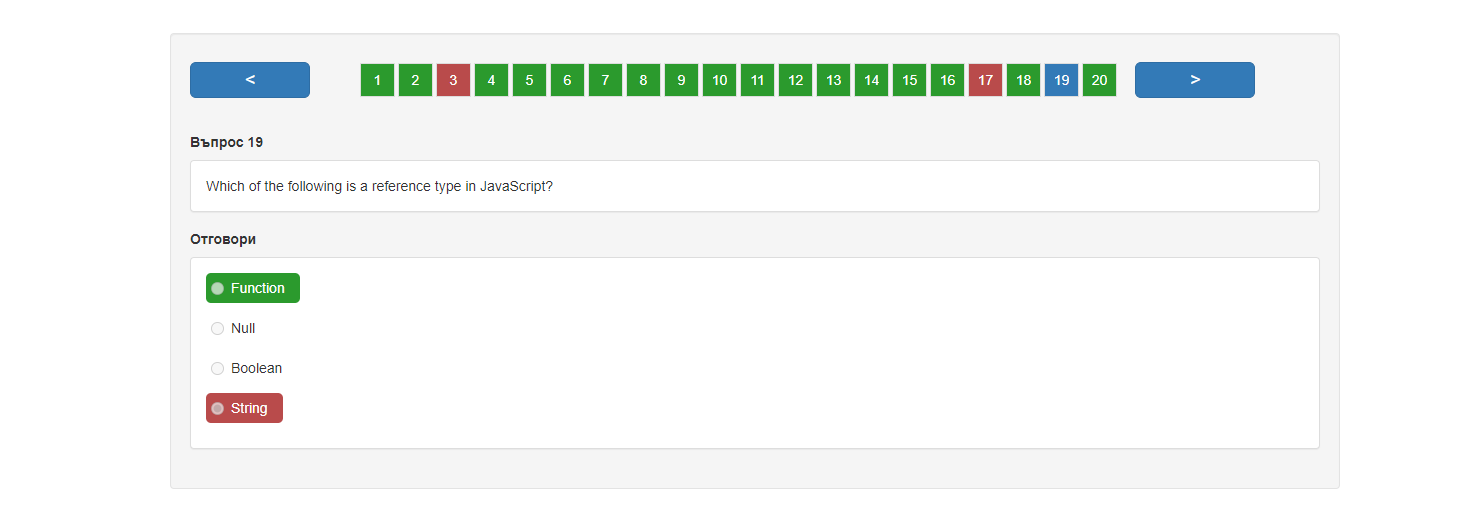 < 1 2 3 4 5 6 7 8 9 10 11 12 13 14 15 16 17 18 19 20 >
Въпрос 19
Which of the following is a reference type in JavaScript?
Отговори
Function
Null
Boolean
String